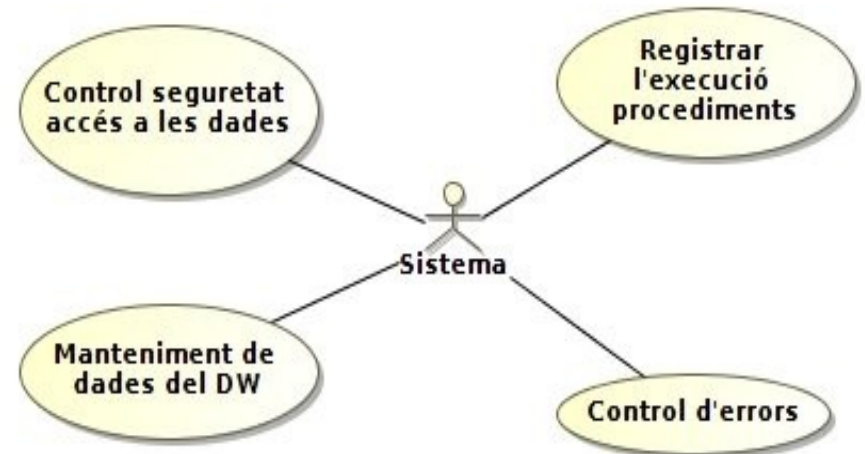 Control seguretat
accés a les dades
Registrar
l'execució
procediments
Sistema
Manteniment de
dades del DW
Control d'errors